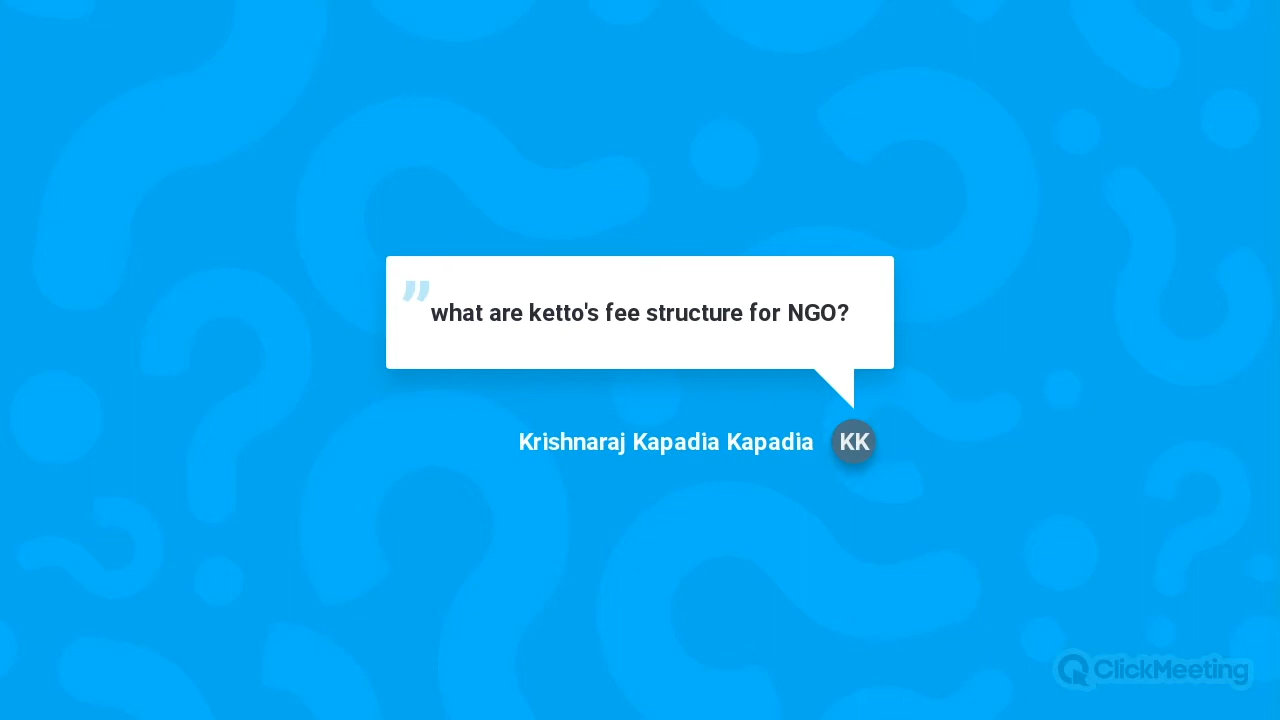 ”what are ketto's fee structure for NGO?
Krishnaraj Kapadia Kapadia KK
ClickMeeting